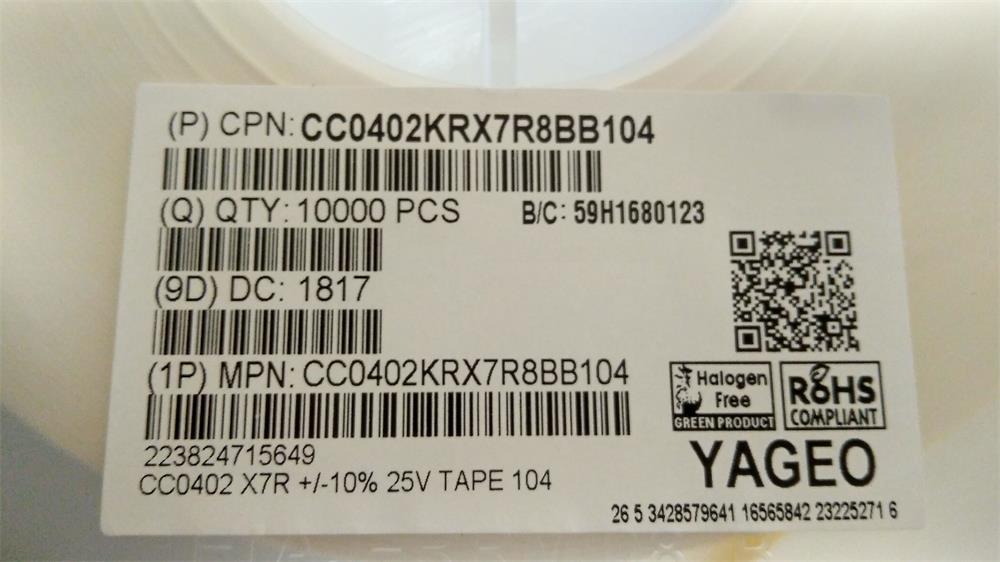 (P) CPN: CC0402KRX7R8BB104
(Q) QTY: 10000 PCS B/C: 59H1680123
(9D) DC: 1817
(1P) MPN: CC0402KRX7R8BB104
Halogen
Free
GREEN PRODUCT
RoHS
COMPLIANT
223824715649
CC0402 X7R +/-10% 25V TAPE 104
YAGEO
26 5 3428579641 16565842 23225271 6